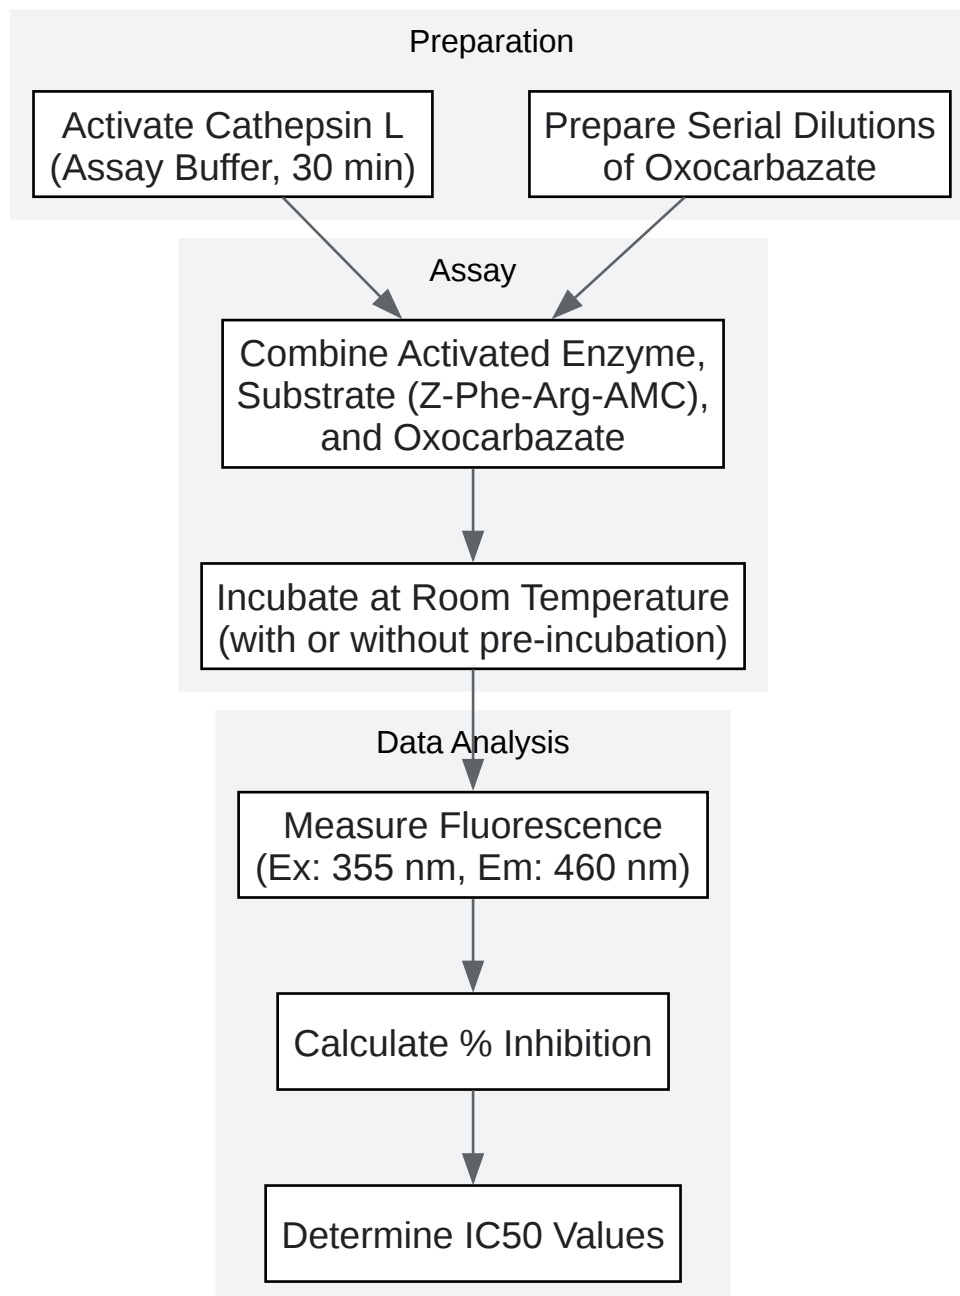 Preparation
Activate Cathepsin L
(Assay Buffer, 30 min)
Prepare Serial Dilutions
of Oxocarbazate
Assay
Combine Activated Enzyme,
Substrate (Z-Phe-Arg-AMC),
and Oxocarbazate
Incubate at Room Temperature
(with or without pre-incubation)
Data Analysis
Measure Fluorescence
(Ex: 355 nm, Em: 460 nm)
Calculate % Inhibition
Determine IC50 Values